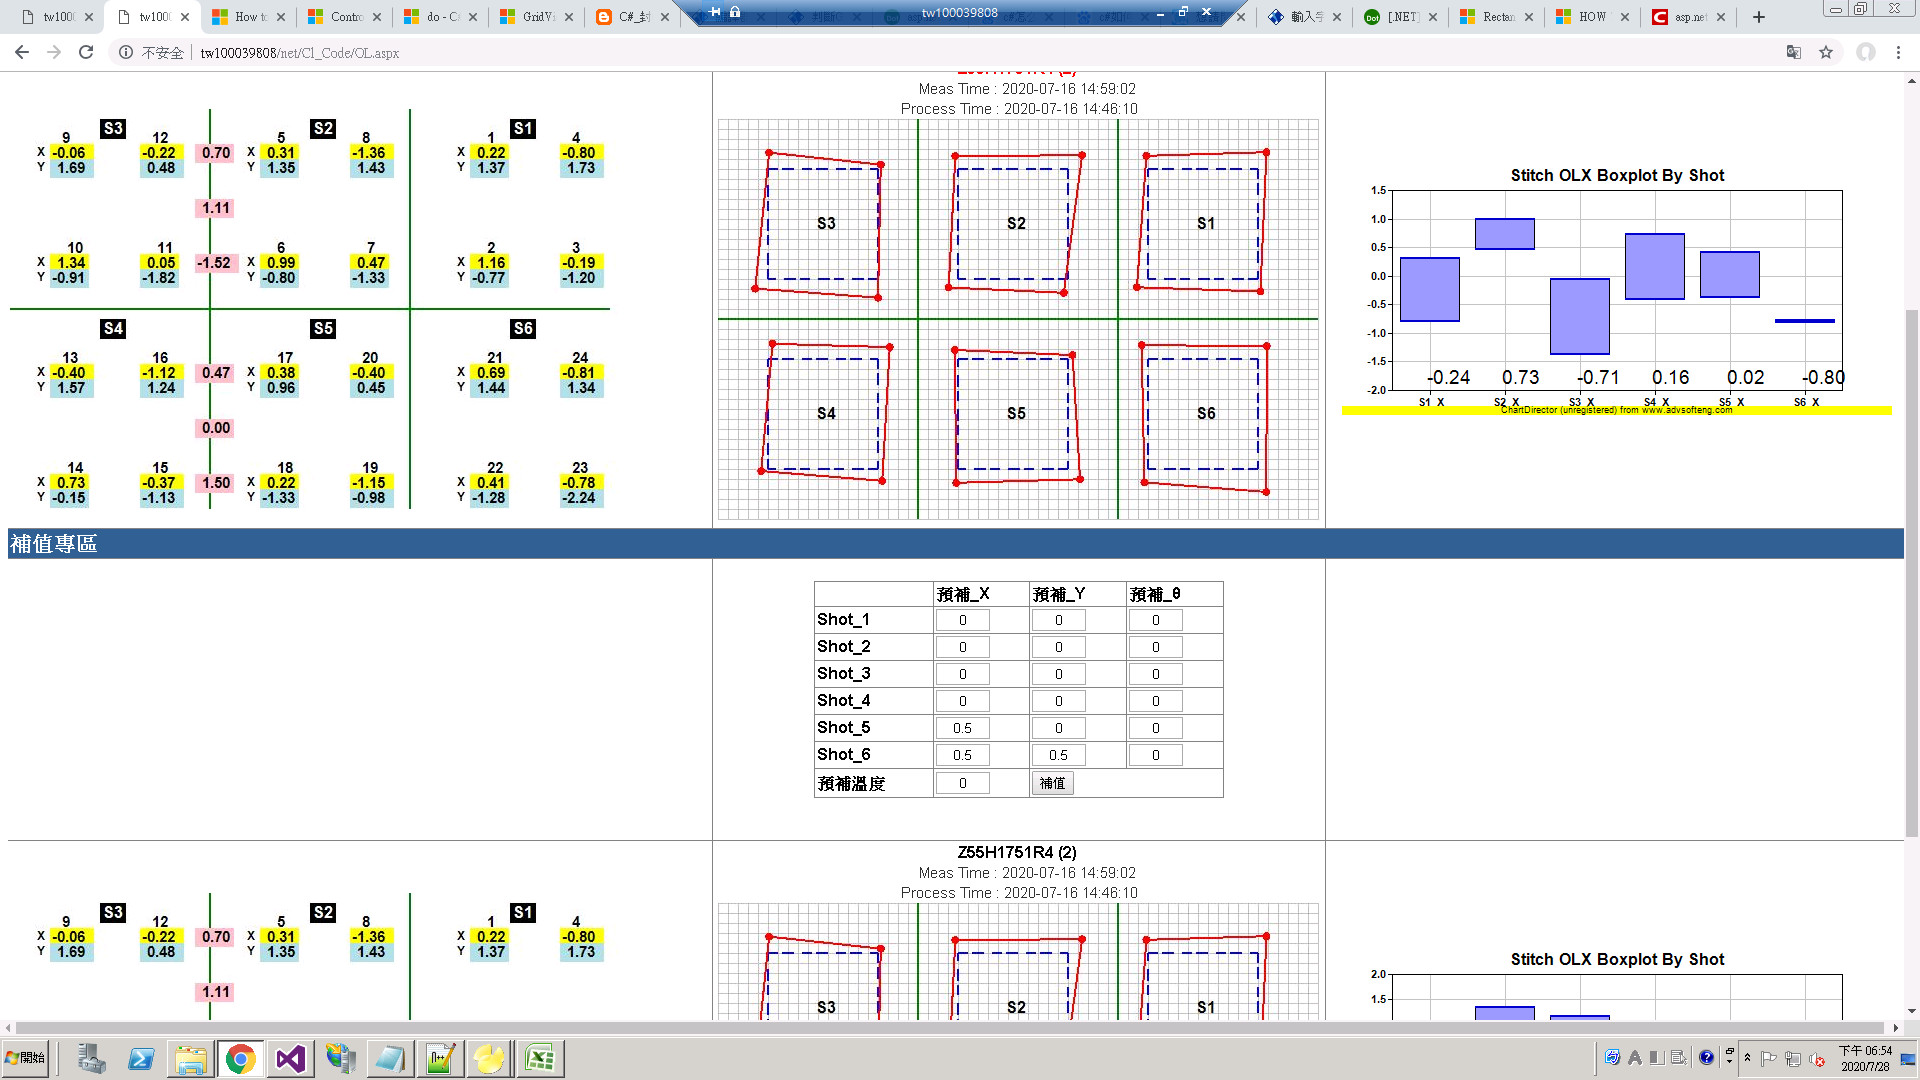 tw100
tw100
How to
Contro
do - C#
GridVi
C#_封
tw100039808
輸入字
[.NET]
Rectan
HOW
asp.net
不安全
tw100039808/net/Cl_Code/OL.aspx
Meas Time : 2020-07-16 14:59:02
Process Time : 2020-07-16 14:46:10
S3 S2 S1
9 12 5 8 1 4
X -0.06 -0.22 0.70 X 0.31 -1.36 X 0.22 -0.80
Y 1.69 0.48 Y 1.35 1.43 Y 1.37 1.73
1.11
10 11 6 7 2 3
X 1.34 0.05 -1.52 X 0.99 0.47 X 1.16 -0.19
Y -0.91 -1.82 Y -0.80 -1.33 Y -0.77 -1.20
S4 S5 S6
13 16 17 20 21 24
X -0.40 -1.12 0.47 X 0.38 -0.40 X 0.69 -0.81
Y 1.57 1.24 Y 0.96 0.45 Y 1.44 1.34
0.00
14 15 18 19 22 23
X 0.73 -0.37 1.50 X 0.22 -1.15 X 0.41 -0.78
Y -0.15 -1.13 Y -1.33 -0.98 Y -1.28 -2.24
S3 S2 S1
S4 S5 S6
Stitch OLX Boxplot By Shot
1.5
1.0
0.5
0.0
-0.5
-1.0
-1.5
-2.0
-0.24 0.73 -0.71 0.16 0.02 -0.80
S1_X S2_X S3_X S4_X S5_X S6_X
ChartDirector (unregistered) from www.advsofteng.com
補值專區
預補_X 預補_Y 預補_θ
Shot_1 0 0 0
Shot_2 0 0 0
Shot_3 0 0 0
Shot_4 0 0 0
Shot_5 0.5 0 0
Shot_6 0.5 0.5 0
預補溫度 0 補值
Z55H1751R4 (2)
Meas Time : 2020-07-16 14:59:02
Process Time : 2020-07-16 14:46:10
S3 S2 S1
9 12 5 8 1 4
X -0.06 -0.22 0.70 X 0.31 -1.36 X 0.22 -0.80
Y 1.69 0.48 Y 1.35 1.43 Y 1.37 1.73
1.11
S3 S2 S1
Stitch OLX Boxplot By Shot
2.0
1.5
開始
下午 06:54
2020/7/28